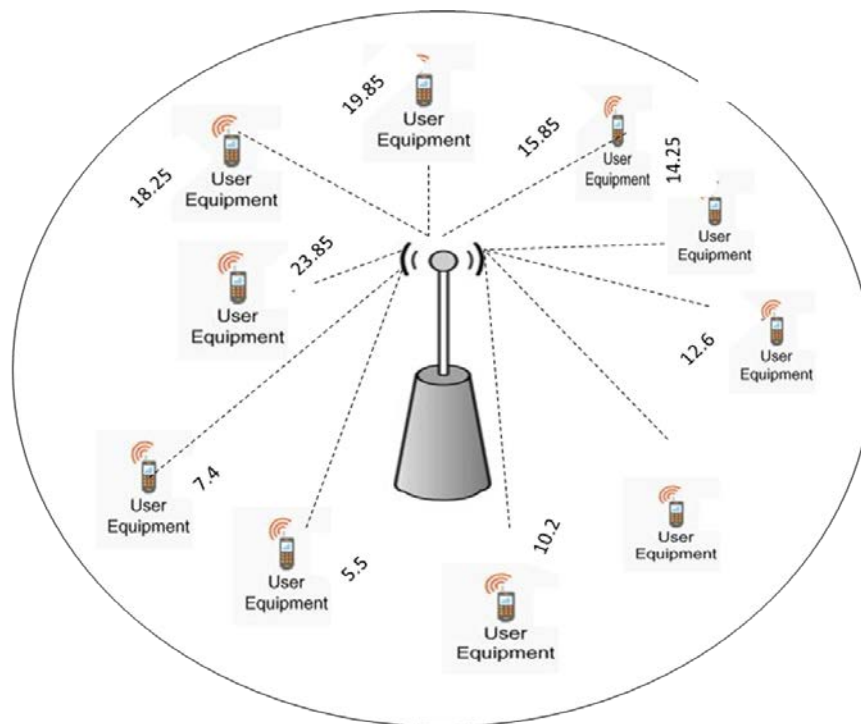 19.85
User
Equipment
15.85
User
Equipment
14.25
18.25
User
Equipment
User
Equipment
23.85
User
Equipment
12.6
User
Equipment
7.4
User
Equipment
5.5
User
Equipment
10.2
User
Equipment
User
Equipment